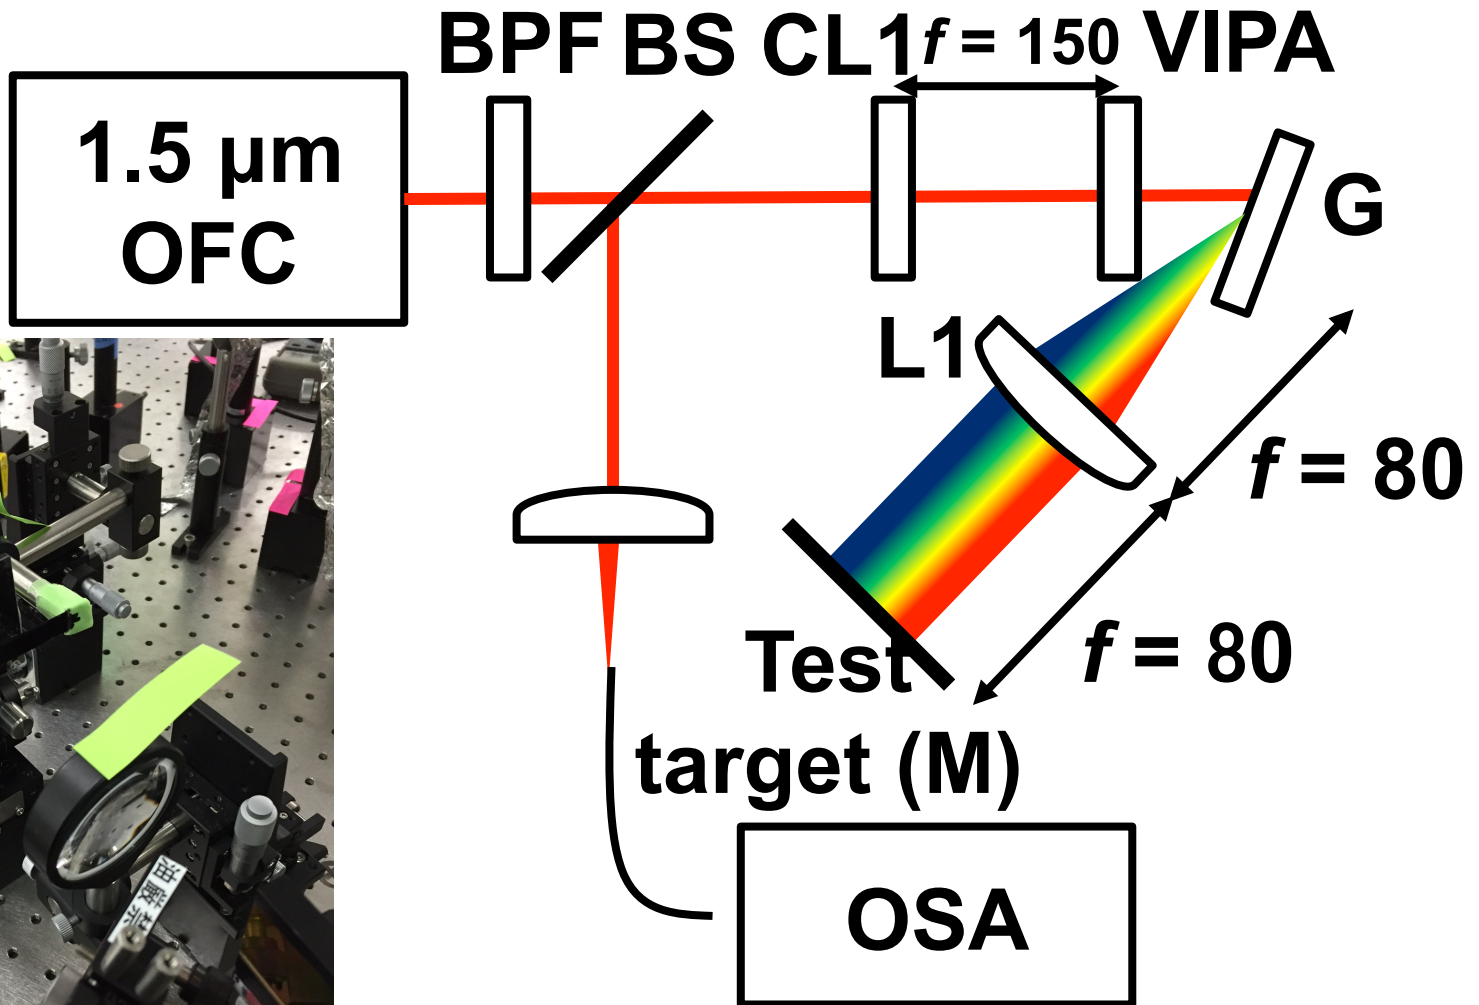 BPF BS CL1 f = 150 VIPA
1.5 μm
OFC
G
L1
f = 80
f = 80
Test
target (M)
OSA